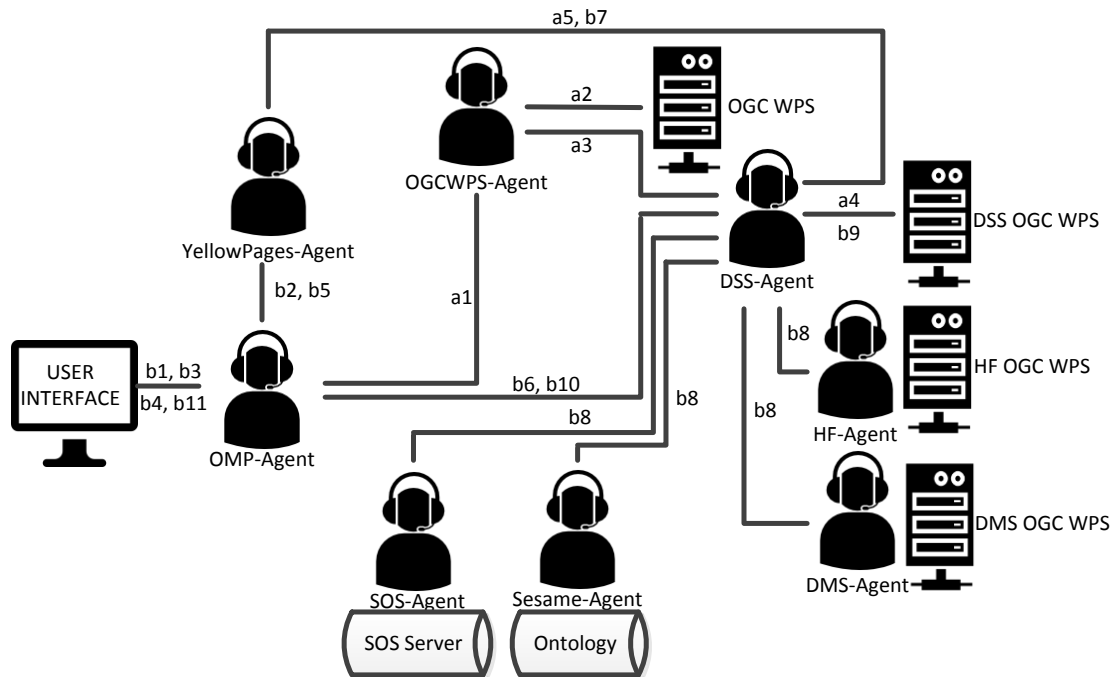 a5, b7
a2
OGC WPS
a3
OGCWPS-Agent
a4
DSS OGC WPS
b9
YellowPages-Agent
DSS-Agent
b2, b5
a1
b8
HF OGC WPS
USER
INTERFACE
b1, b3
b4, b11
b6, b10
b8
b8
b8
HF-Agent
OMP-Agent
DMS OGC WPS
DMS-Agent
SOS-Agent
Sesame-Agent
SOS Server
Ontology